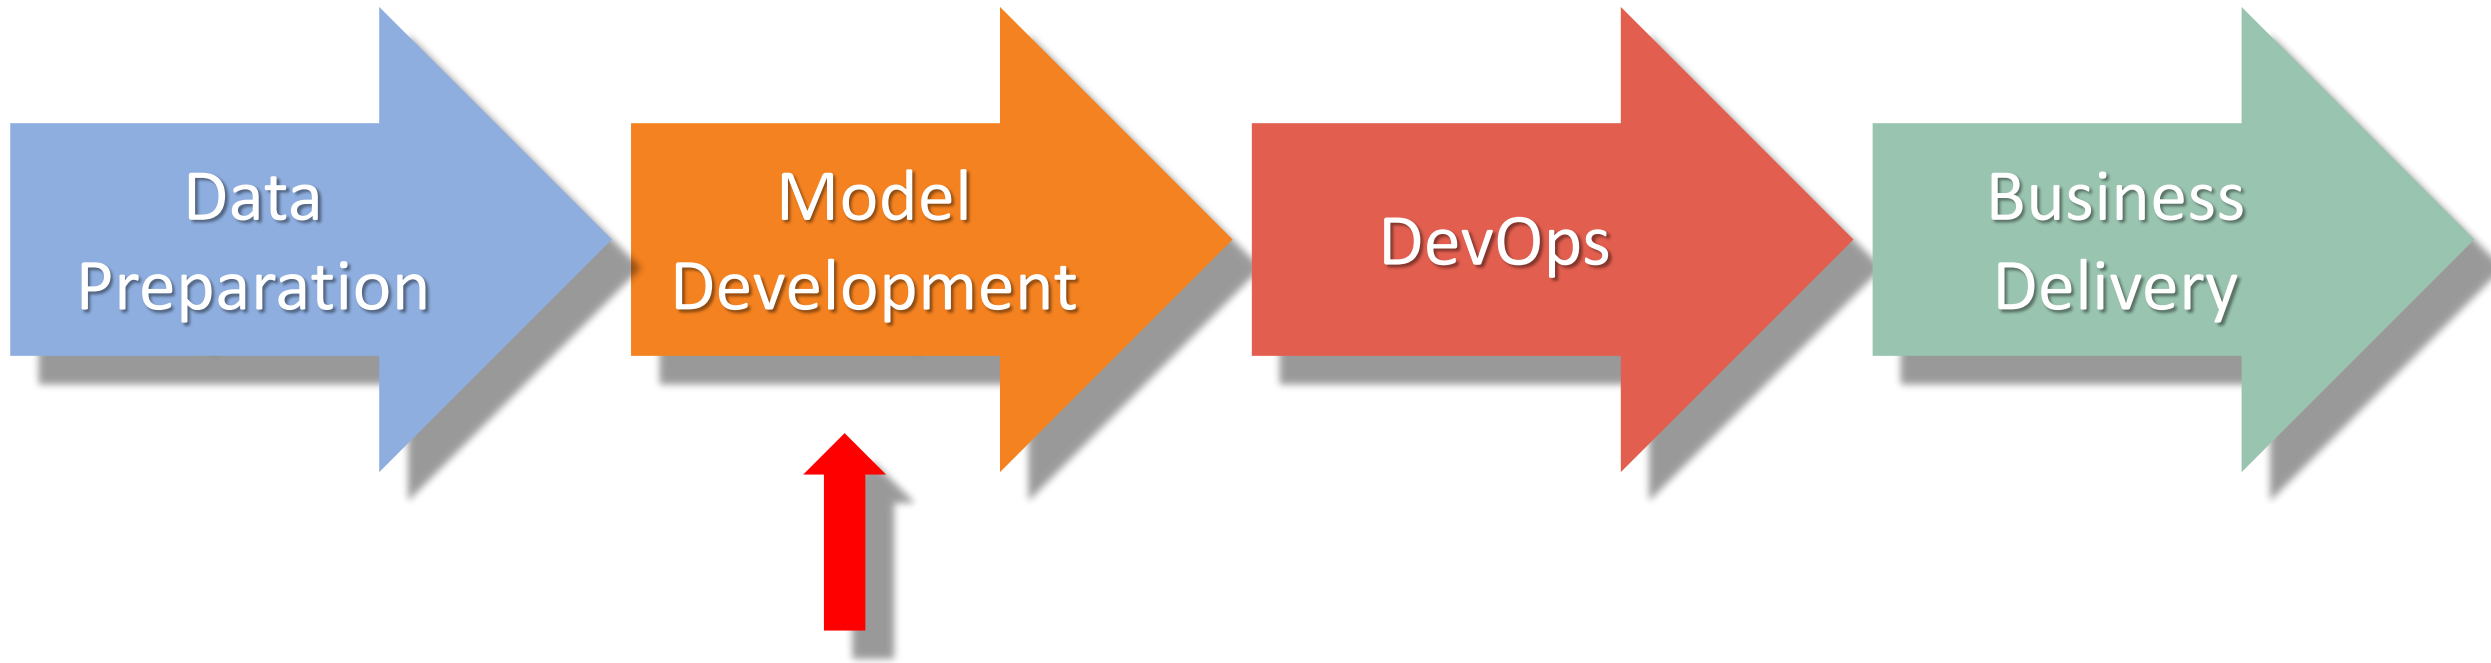 Data
Preparation
Model
Development
DevOps
Business
Delivery